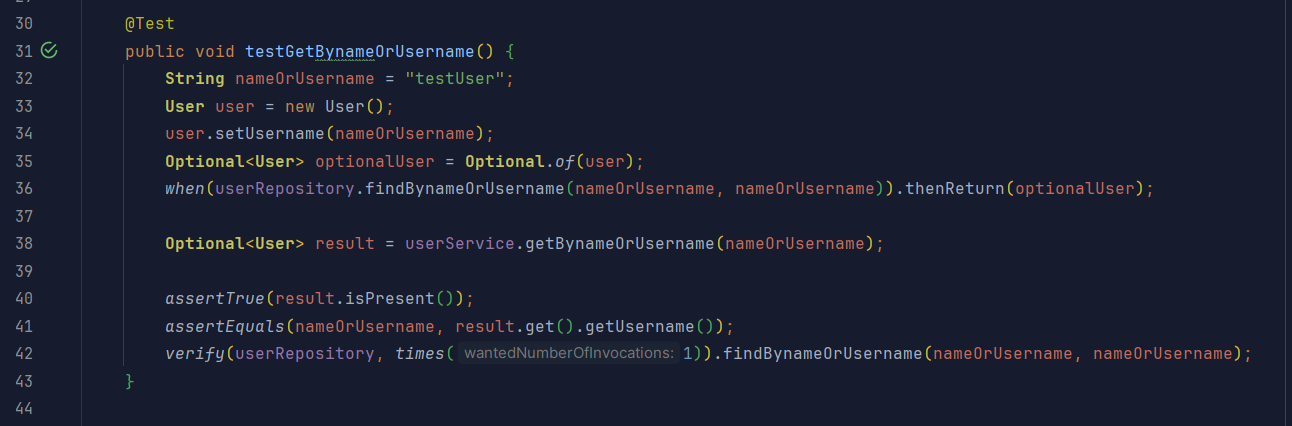 30 @Test
31 public void testGetBynameOrUsername() {
32 String nameOrUsername = "testUser";
33 User user = new User();
34 user.setUsername(nameOrUsername);
35 Optional<User> optionalUser = Optional.of(user);
36 when(userRepository.findBynameOrUsername(nameOrUsername, nameOrUsername)).thenReturn(optionalUser);
37
38 Optional<User> result = userService.getBynameOrUsername(nameOrUsername);
39
40 assertTrue(result.isPresent());
41 assertEquals(nameOrUsername, result.get().getUsername());
42 verify(userRepository, times( wantedNumberOfInvocations: 1)).findBynameOrUsername(nameOrUsername, nameOrUsername);
43 }
44